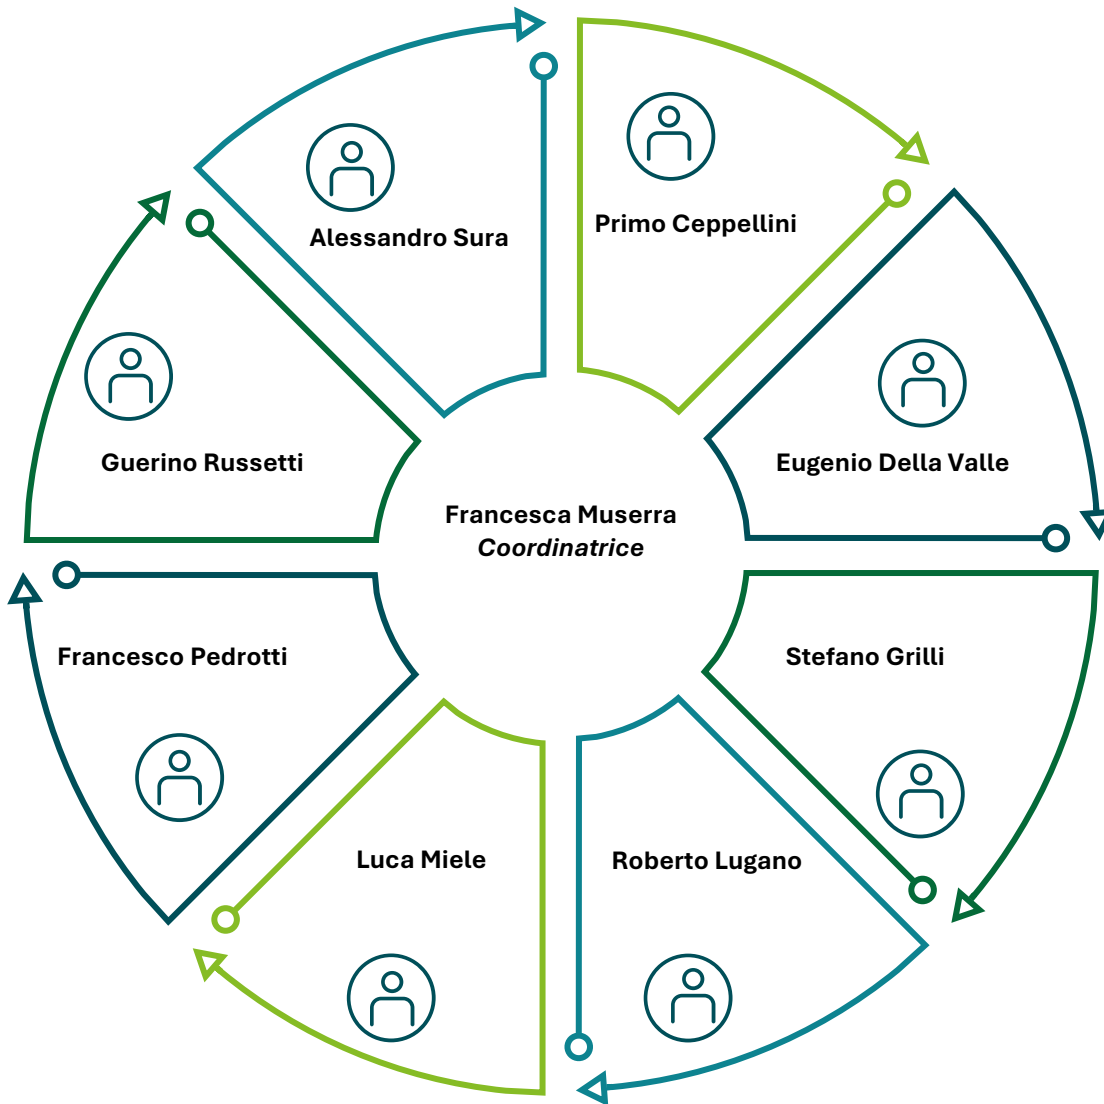 Primo Ceppellini
Alessandro Sura
Guerino Russetti
Eugenio Della Valle
Francesca Muserra
Coordinatrice
Francesco Pedrotti
Stefano Grilli
Luca Miele
Roberto Lugano